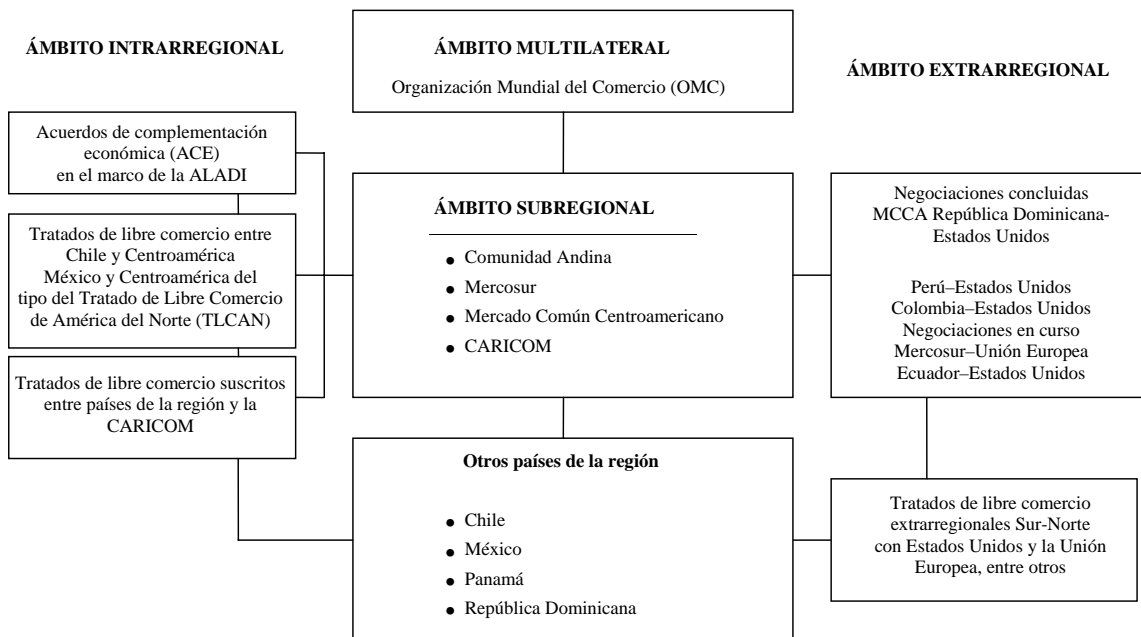 ÁMBITO INTRARREGIONAL
Acuerdos de complementación
económica (ACE)
en el marco de la ALADI
Tratados de libre comercio entre
Chile y Centroamérica
México y Centroamérica del
tipo del Tratado de Libre Comercio
de América del Norte (TLCAN)
Tratados de libre comercio suscritos
entre países de la región y la
CARICOM
ÁMBITO MULTILATERAL
Organización Mundial del Comercio (OMC)
ÁMBITO SUBREGIONAL
● Comunidad Andina
● Mercosur
● Mercado Común Centroamericano
● CARICOM
Otros países de la región
● Chile
● México
● Panamá
● República Dominicana
ÁMBITO EXTRARREGIONAL
Negociaciones concluidas
MCCA República Dominicana-
Estados Unidos
Perú–Estados Unidos
Colombia–Estados Unidos
Negociaciones en curso
Mercosur–Unión Europea
Ecuador–Estados Unidos
Tratados de libre comercio
extrarregionales Sur-Norte
con Estados Unidos y la Unión
Europea, entre otros